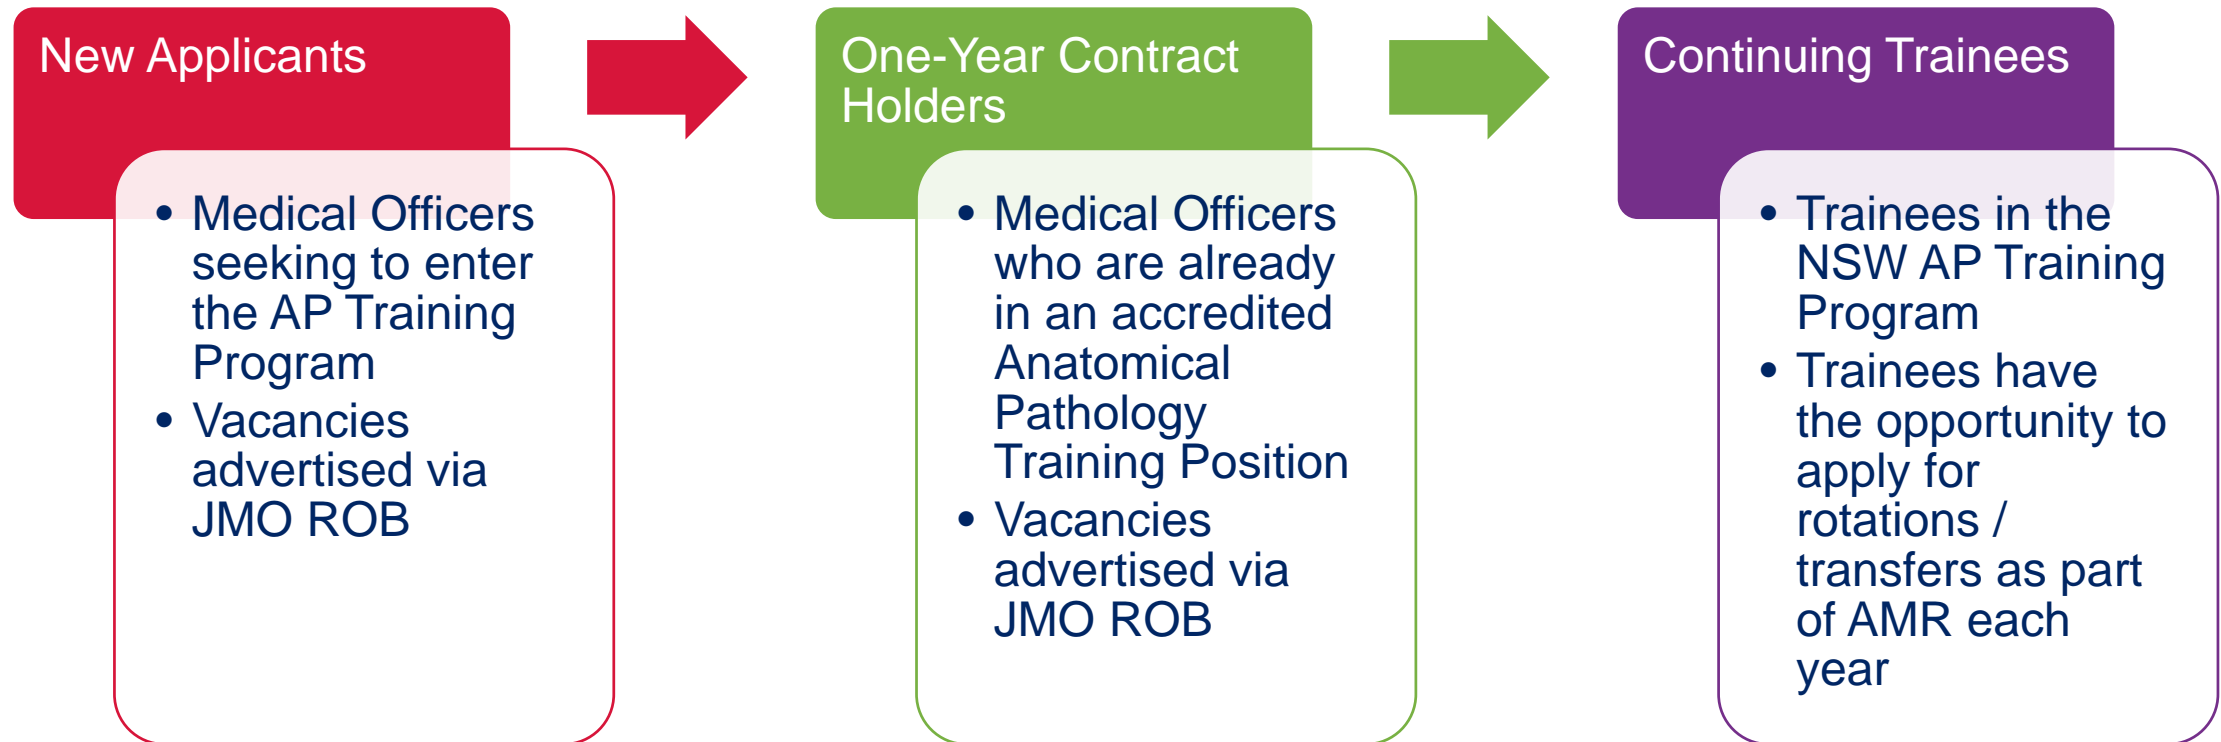 New Applicants
• Medical Officers
seeking to enter
the AP Training
Program
• Vacancies
advertised via
JMO ROB
One-Year Contract
Holders
• Medical Officers
who are already
in an accredited
Anatomical
Pathology
Training Position
• Vacancies
advertised via
JMO ROB
Continuing Trainees
• Trainees in the
NSW AP Training
Program
• Trainees have
the opportunity to
apply for
rotations /
transfers as part
of AMR each
year